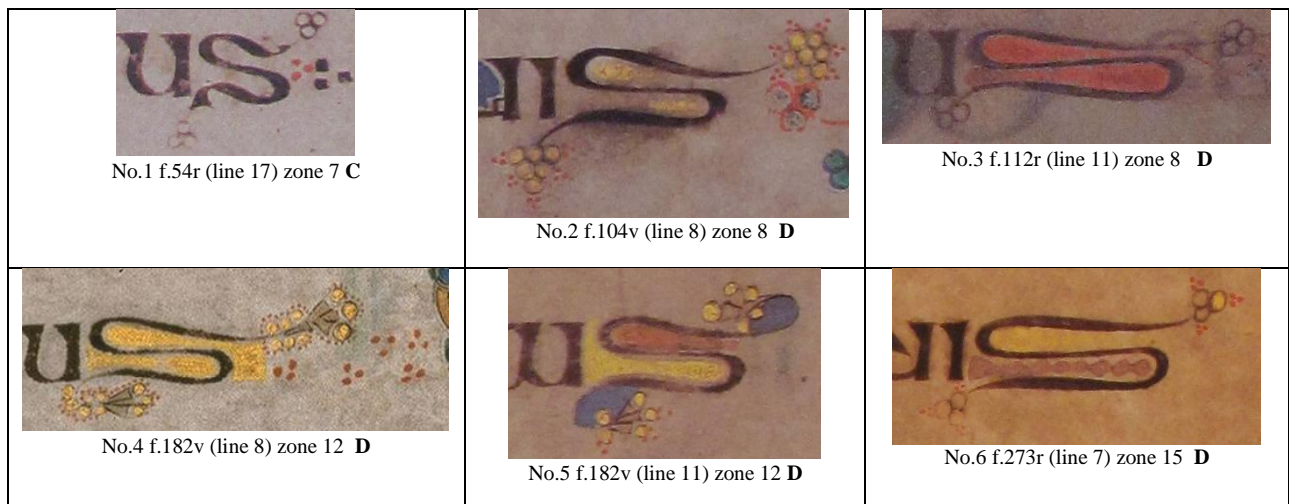 us
No.1 f.54r (line 17) zone 7 C
No.2 f.104v (line 8) zone 8 D
us
No.3 f.112r (line 11) zone 8 D
us
No.4 f.182v (line 8) zone 12 D
us
No.5 f.182v (line 11) zone 12 D
No.6 f.273r (line 7) zone 15 D